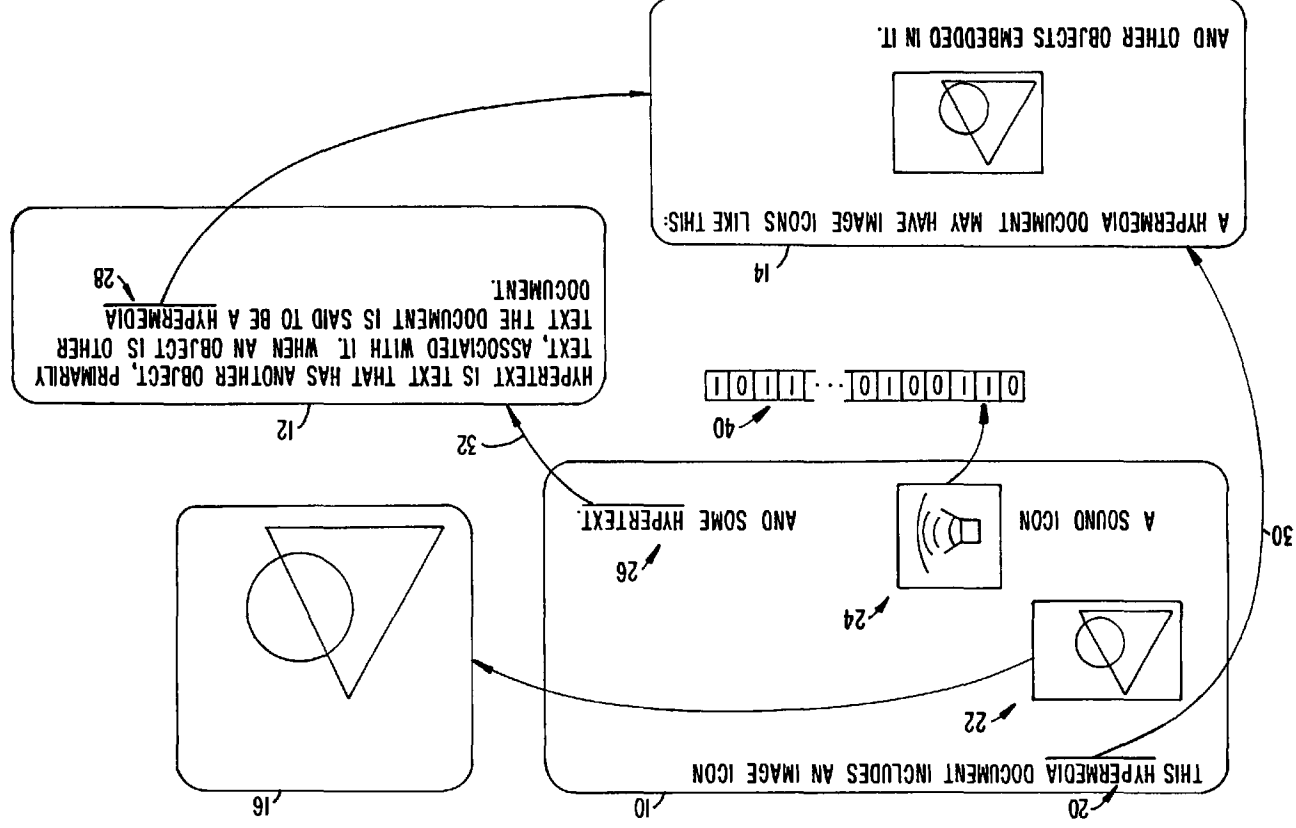 20
10
16
THIS HYPERMEDIA DOCUMENT INCLUDES AN IMAGE ICON
22
24
26
A SOUND ICON
AND SOME HYPERTEXT.
30
32
40
12
0 1 1 0 0 1 0 ... 1 1 0 1
HYPERTEXT IS TEXT THAT HAS ANOTHER OBJECT, PRIMARILY
TEXT, ASSOCIATED WITH IT. WHEN AN OBJECT IS OTHER
TEXT THE DOCUMENT IS SAID TO BE A HYPERMEDIA
DOCUMENT.
28
14
A HYPERMEDIA DOCUMENT MAY HAVE IMAGE ICONS LIKE THIS:
AND OTHER OBJECTS EMBEDDED IN IT.